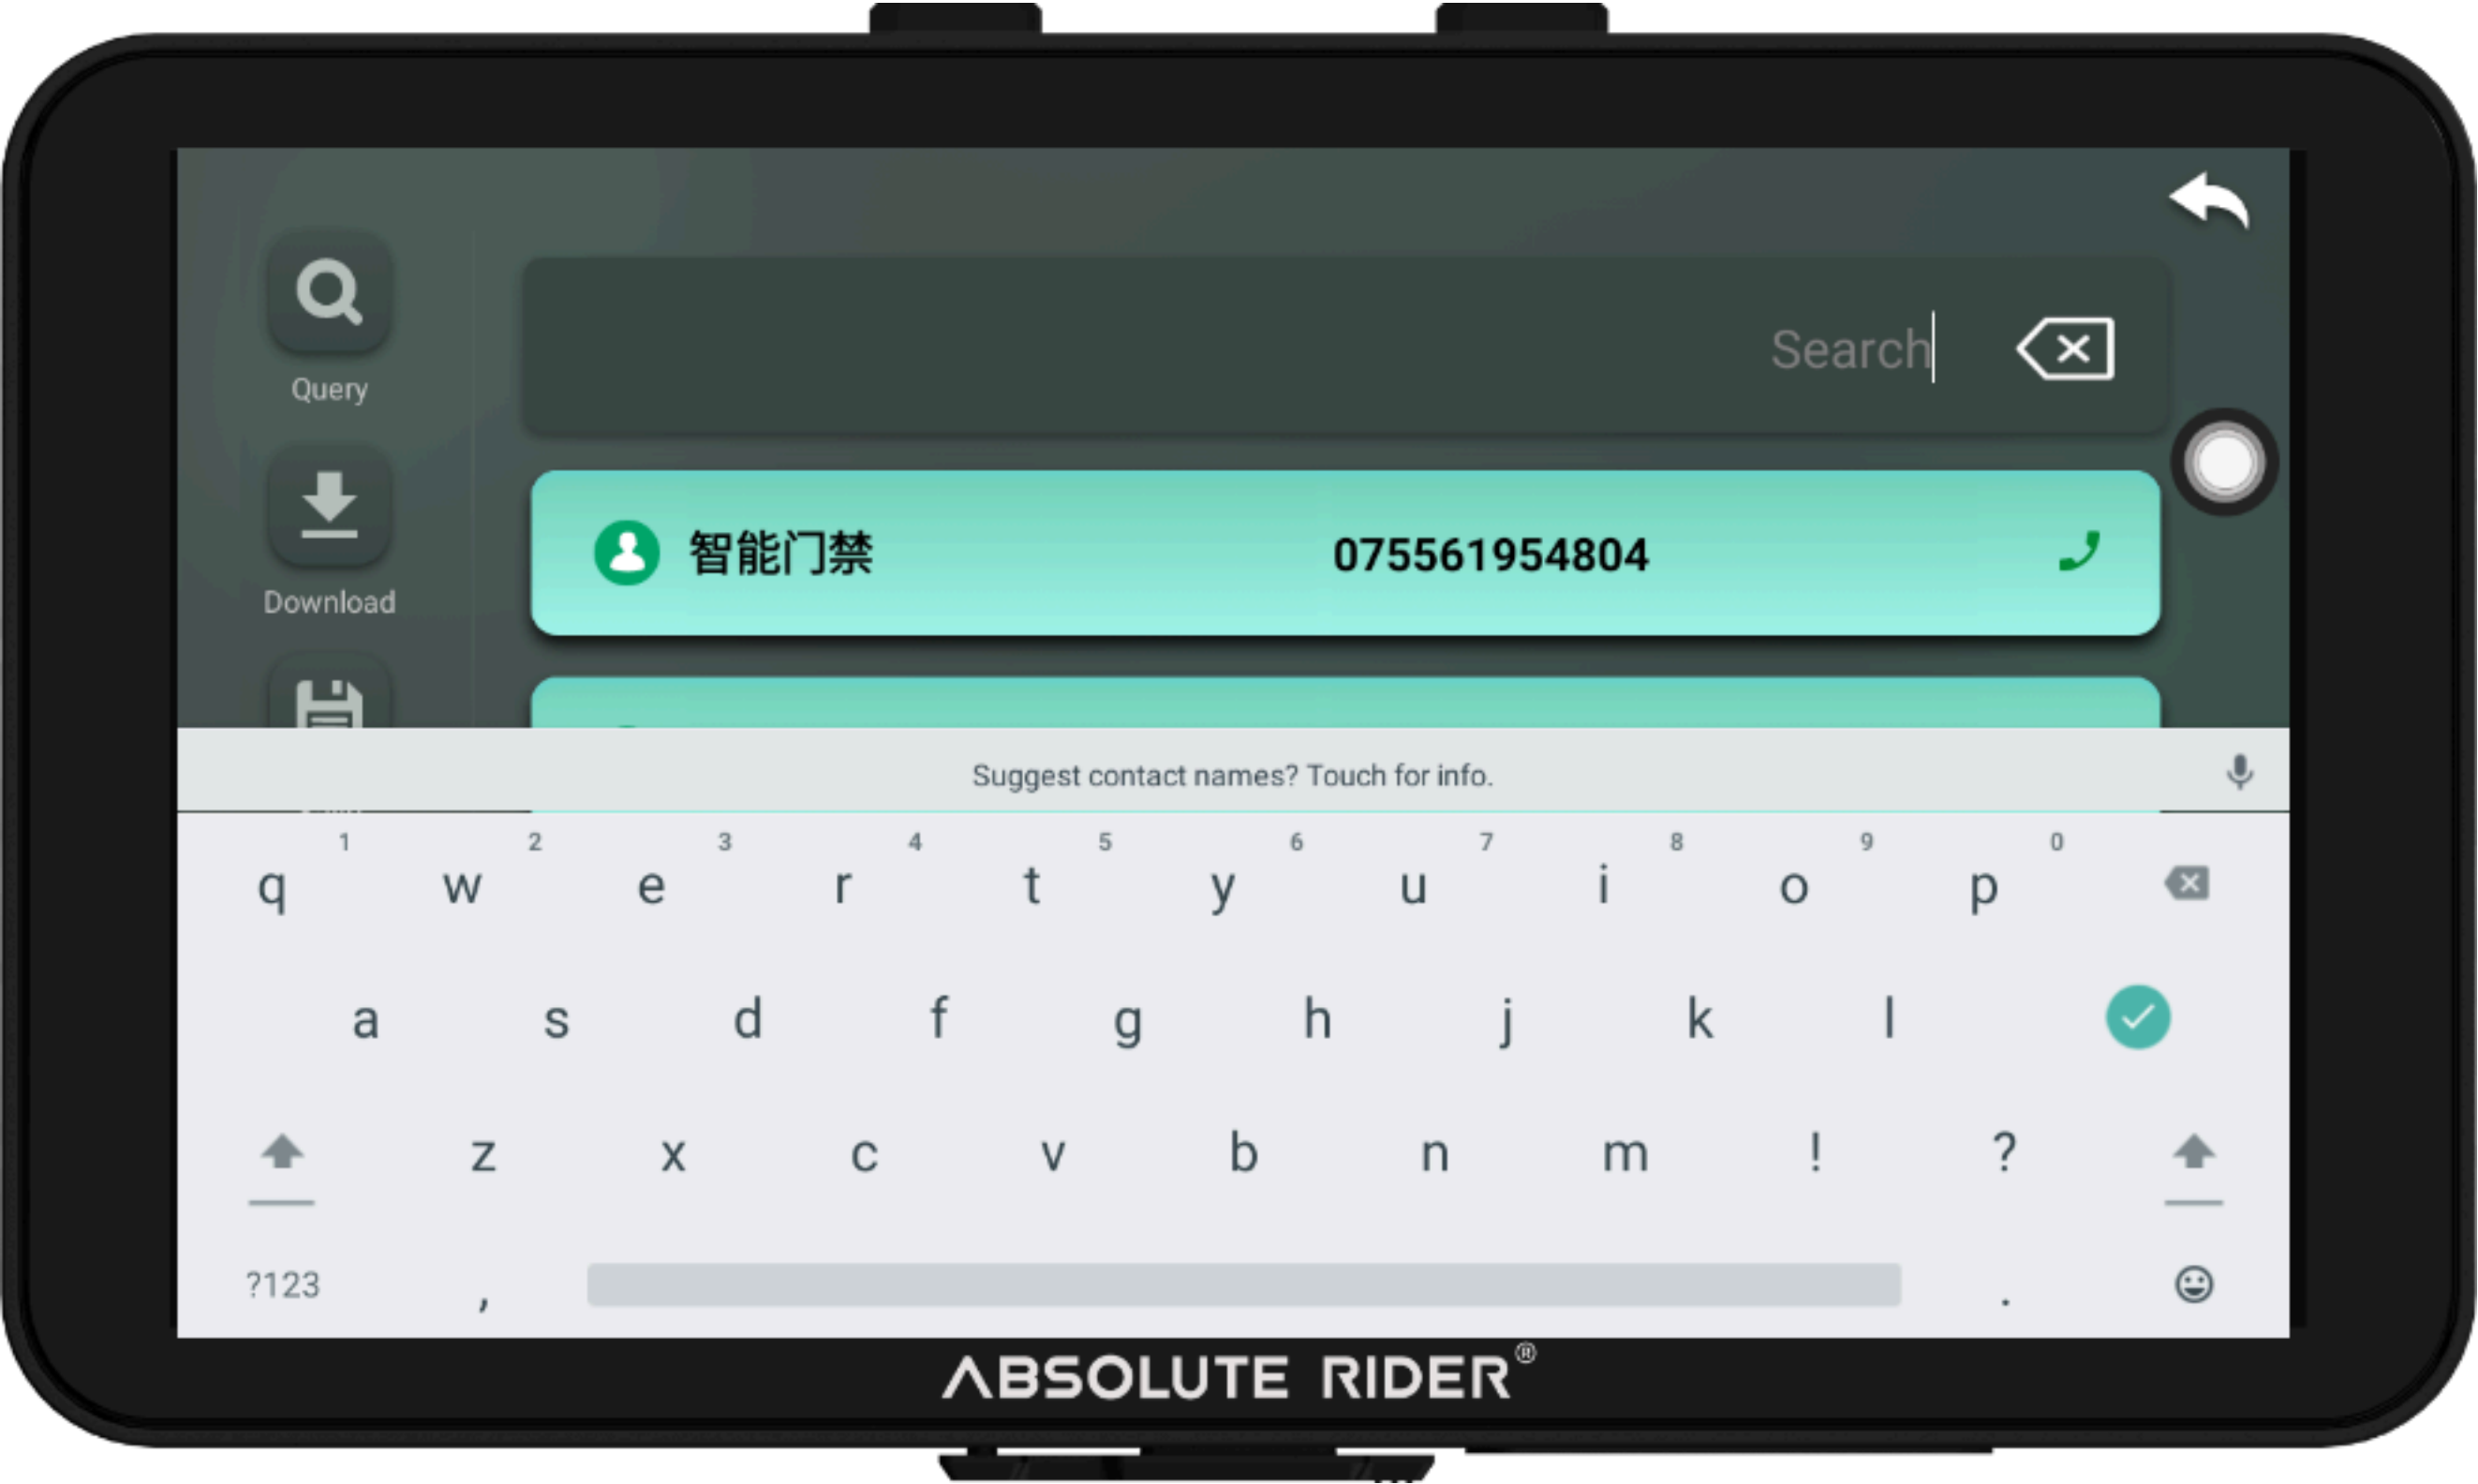 Search
Query
智能门禁 075561954804
Download
Suggest contact names? Touch for info.
1 2 3 4 5 6 7 8 9 0
q w e r t y u i o p
a s d f g h j k l
z x c v b n m ! ?
?123 , .
ABSOLUTE RIDER®